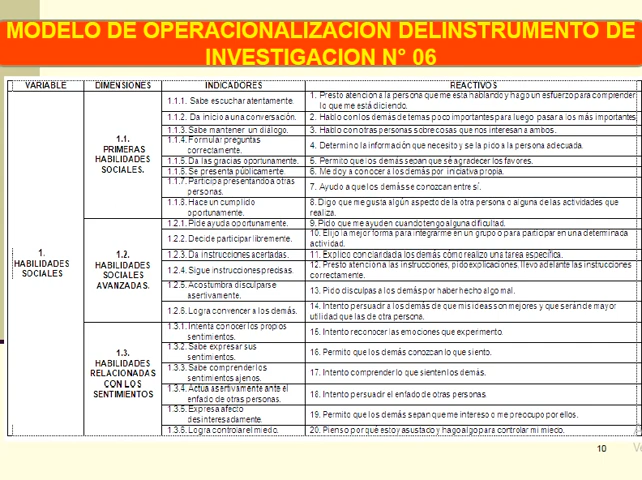 MODELO DE OPERACIONALIZACION DELINSTRUMENTO DE
INVESTIGACION N° 06
VARIABLE DIMENSIONES INDICADORES REACTIVOS
1.
HABILIDADES
SOCIALES
1.1.
PRIMERAS
HABILIDADES
SOCIALES.
1.1.1. Sabe escuchar atentamente.
1. Presto atención a la persona que me está hablando y hago un esfuerzo para comprender
lo que me está diciendo.
1.1.2. Da inicio a una conversación.
2. Hablo con los demás de temas poco importantes para luego pasar a los más importantes
1.1.3. Sabe mantener un diálogo.
3. Hablo con otras personas sobre cosas que nos interesan a ambos.
1.1.4. Formular preguntas
correctamente.
4. Determino la información que necesito y se la pido a la persona adecuada.
1.1.5. Da las gracias oportunamente.
5. Permito que los demás sepan que sé agradecer los favores.
1.1.6. Se presenta públicamente
6. Me doy a conocer a los demás por iniciativa propia.
1.1.7. Participa presentando a otras
personas.
7. Ayudo a que los demás se conozcan entre sí.
1.1.8. Hace un cumplido
oportunamente.
8. Digo que me gusta algún aspecto de la otra persona o alguna de las actividades que
realiza.
1.2.
HABILIDADES
SOCIALES
AVANZADAS.
1.2.1. Pide ayuda oportunamente.
9. Pido que me ayuden cuando tengo alguna dificultad.
1.2.2. Decide participar libremente.
10. Elijo la mejor forma para integrarme en un grupo o para participar en una determinada
actividad.
1.2.3. Da instrucciones acertadas.
11. Explico con claridad a los demás cómo realizo una tarea específica.
1.2.4. Sigue instrucciones precisas.
12. Presto atención a las instrucciones, pido explicaciones, llevo adelante las instrucciones
correctamente.
1.2.5. Acostumbra disculparse
asertivamente.
13. Pido disculpas a los demás por haber hecho algo mal.
1.2.6. Logra convencer a los demás.
14. Intento persuadir a los demás de que mis ideas son mejores y que serán de mayor
utilidad que las de otra persona.
1.3.
HABILIDADES
RELACIONADAS
CON LOS
SENTIMIENTOS
1.3.1. Intenta conocer los propios
sentimientos.
15. Intento reconocer las emociones que experimento.
1.3.2. Sabe expresar sus
sentimientos.
16. Permito que los demás conozcan lo que siento.
1.3.3. Sabe comprender los
sentimientos ajenos.
17. Intento comprender lo que sienten los demás.
1.3.4. Actúa asertivamente ante el
enfado de otras personas.
18. Intento persuadir el enfado de otras personas.
1.3.5. Expresa afecto
desinteresadamente.
19. Permito que los demás sepan que me intereso o me preocupo por ellos.
1.3.6. Logra controlar el miedo.
20. Pienso por qué estoy asustado y hago algo para controlar mi miedo.
10